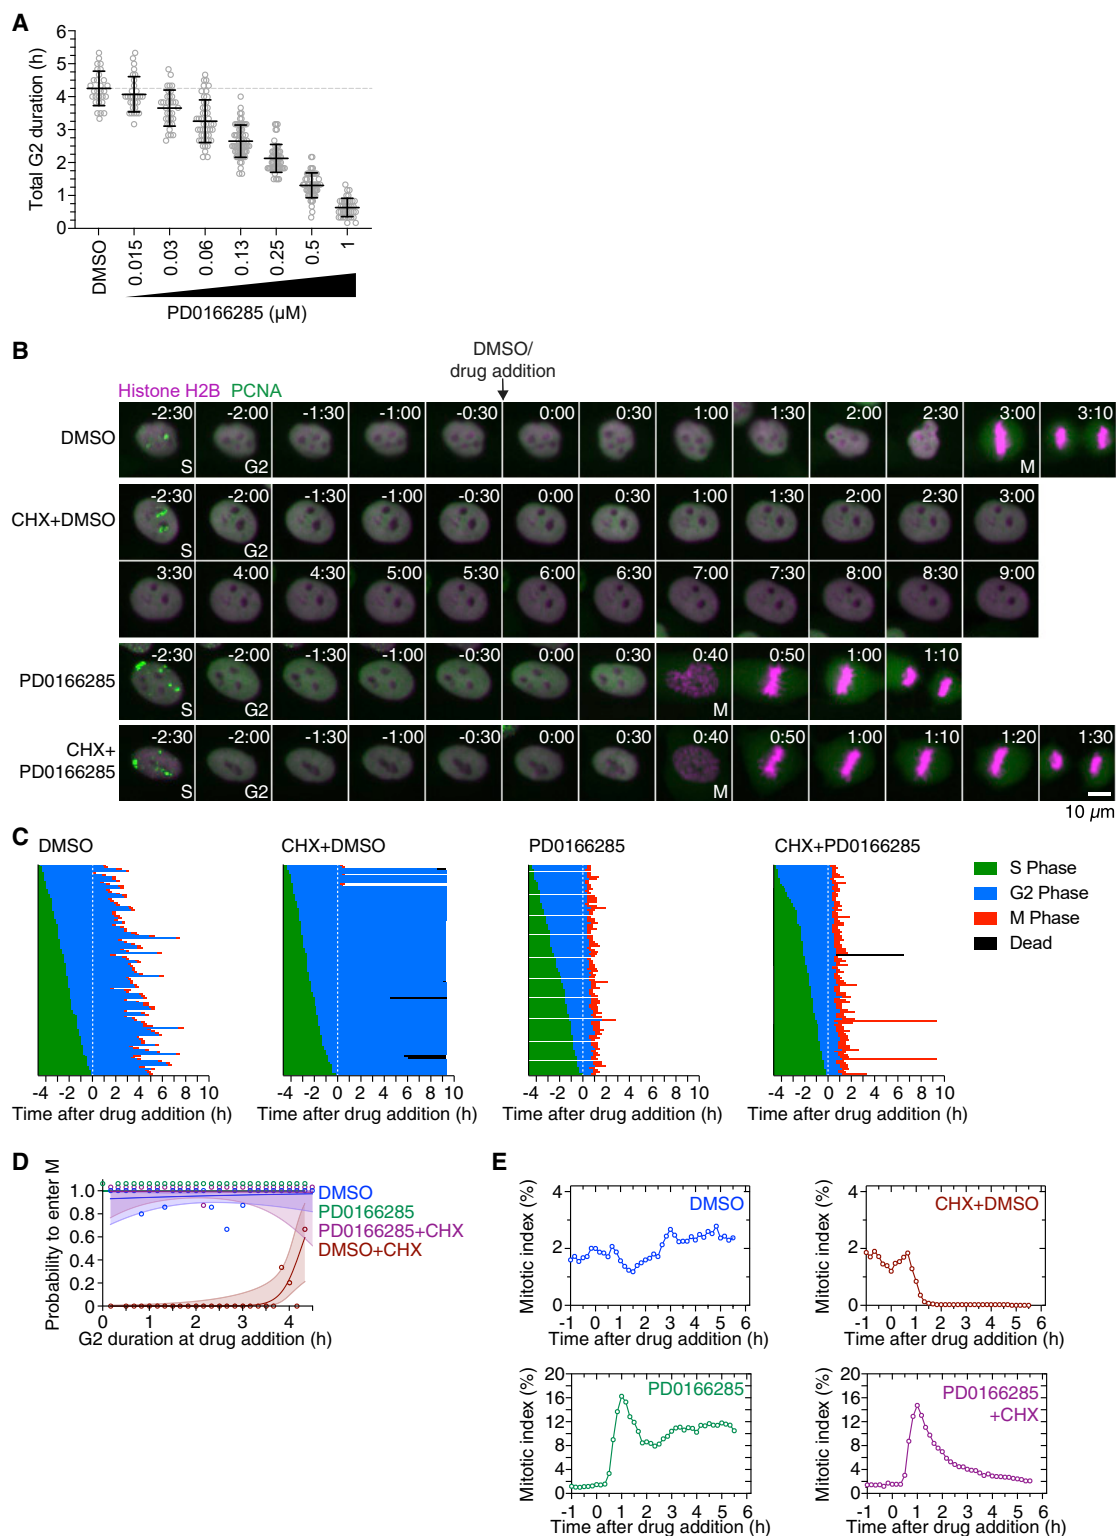 A
Total G2 duration (h)
6
5
4
3
2
1
0
DMSO
0.015
0.03
0.06
0.13
0.25
0.5
1
PD0166285 (µM)
B
DMSO/
drug addition
Histone H2B PCNA
DMSO
-2:30 -2:00 -1:30 -1:00 -0:30 0:00 0:30 1:00 1:30 2:00 2:30 3:00 3:10
S G2 M
CHX+DMSO
-2:30 -2:00 -1:30 -1:00 -0:30 0:00 0:30 1:00 1:30 2:00 2:30 3:00
S G2
3:30 4:00 4:30 5:00 5:30 6:00 6:30 7:00 7:30 8:00 8:30 9:00
PD0166285
-2:30 -2:00 -1:30 -1:00 -0:30 0:00 0:30 0:40 0:50 1:00 1:10
S G2 M
CHX+
PD0166285
-2:30 -2:00 -1:30 -1:00 -0:30 0:00 0:30 0:40 0:50 1:00 1:10 1:20 1:30
S G2 M
10 µm
C
DMSO
-4 -2 0 2 4 6 8 10
Time after drug addition (h)
CHX+DMSO
-4 -2 0 2 4 6 8 10
Time after drug addition (h)
PD0166285
-4 -2 0 2 4 6 8 10
Time after drug addition (h)
CHX+PD0166285
-4 -2 0 2 4 6 8 10
Time after drug addition (h)
S Phase
G2 Phase
M Phase
Dead
D
Probability to enter M
1.0
0.8
0.6
0.4
0.2
0
0 1 2 3 4
G2 duration at drug addition (h)
DMSO
PD0166285
PD0166285+CHX
DMSO+CHX
E
Mitotic index (%)
4
2
0
DMSO
-1 0 1 2 3 4 5 6
Time after drug addition (h)
Mitotic index (%)
4
2
0
CHX+DMSO
-1 0 1 2 3 4 5 6
Time after drug addition (h)
Mitotic index (%)
20
16
12
8
4
0
PD0166285
-1 0 1 2 3 4 5 6
Time after drug addition (h)
Mitotic index (%)
20
16
12
8
4
0
PD0166285
+CHX
-1 0 1 2 3 4 5 6
Time after drug addition (h)